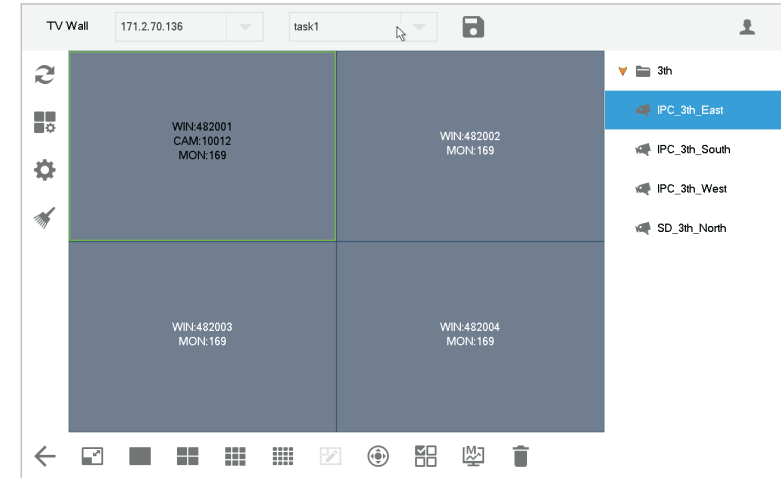 TV Wall
171.2.70.136
task1
3th
IPC_3th_East
IPC_3th_South
IPC_3th_West
SD_3th_North
WIN:482001
CAM:10012
MON:169
WIN:482002
MON:169
WIN:482003
MON:169
WIN:482004
MON:169
M